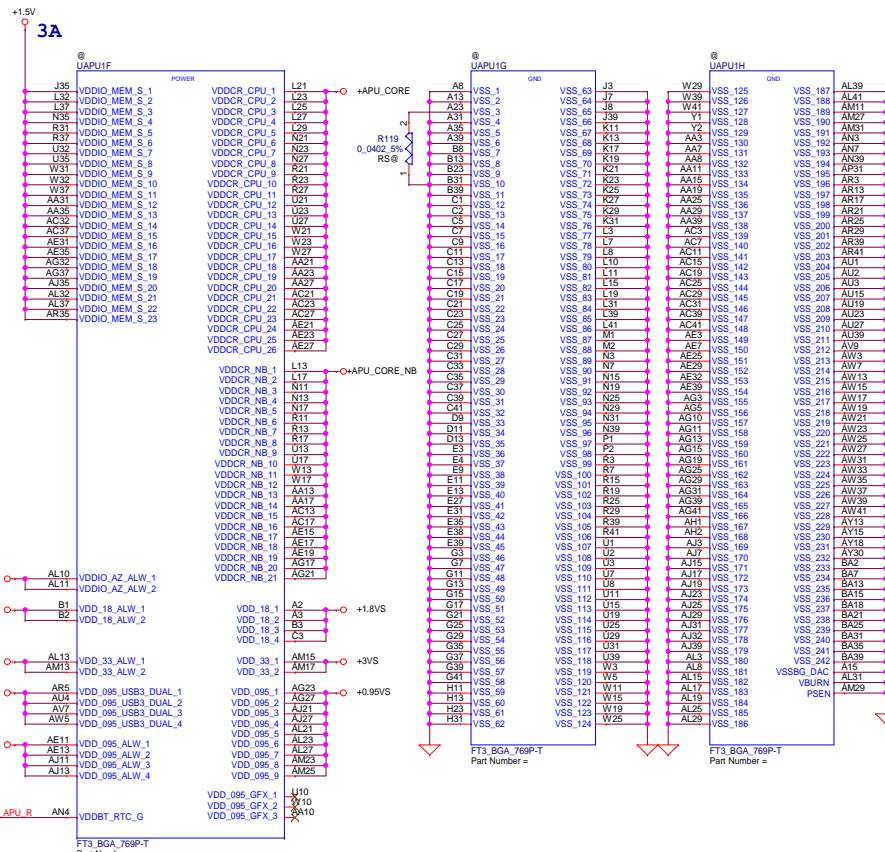 +1.5V
3A
@
UAPU1F
POWER
J35 VDDIO_MEM_S_1
L32 VDDIO_MEM_S_2
L37 VDDIO_MEM_S_3
N35 VDDIO_MEM_S_4
R31 VDDIO_MEM_S_5
R37 VDDIO_MEM_S_6
U32 VDDIO_MEM_S_7
U35 VDDIO_MEM_S_8
W31 VDDIO_MEM_S_9
W32 VDDIO_MEM_S_10
W37 VDDIO_MEM_S_11
AA31 VDDIO_MEM_S_12
AA35 VDDIO_MEM_S_13
AC32 VDDIO_MEM_S_14
AC37 VDDIO_MEM_S_15
AE31 VDDIO_MEM_S_16
AE35 VDDIO_MEM_S_17
AG32 VDDIO_MEM_S_18
AG37 VDDIO_MEM_S_19
AJ35 VDDIO_MEM_S_20
AL32 VDDIO_MEM_S_21
AL37 VDDIO_MEM_S_22
AR35 VDDIO_MEM_S_23
AL10 VDDIO_AZ_ALW_1
AL11 VDDIO_AZ_ALW_2
B1 VDD_18_ALW_1
B2 VDD_18_ALW_2
AL13 VDD_33_ALW_1
AM13 VDD_33_ALW_2
AR5 VDD_095_USB3_DUAL_1
AU4 VDD_095_USB3_DUAL_2
AV7 VDD_095_USB3_DUAL_3
AW5 VDD_095_USB3_DUAL_4
AE11 VDD_095_ALW_1
AE13 VDD_095_ALW_2
AJ11 VDD_095_ALW_3
AJ13 VDD_095_ALW_4
APU_R AN4 VDDBT_RTC_G
VDDCR_CPU_1 L21 +APU_CORE
VDDCR_CPU_2 L23
VDDCR_CPU_3 L25
VDDCR_CPU_4 L27
VDDCR_CPU_5 L29
VDDCR_CPU_6 N21
VDDCR_CPU_7 N23
VDDCR_CPU_8 N27
VDDCR_CPU_9 R21
VDDCR_CPU_10 R23
VDDCR_CPU_11 R27
VDDCR_CPU_12 U21
VDDCR_CPU_13 U23
VDDCR_CPU_14 U27
VDDCR_CPU_15 W21
VDDCR_CPU_16 W23
VDDCR_CPU_17 W27
VDDCR_CPU_18 AA21
VDDCR_CPU_19 AA23
VDDCR_CPU_20 AA27
VDDCR_CPU_21 AC21
VDDCR_CPU_22 AC23
VDDCR_CPU_23 AC27
VDDCR_CPU_24 AE21
VDDCR_CPU_25 AE23
VDDCR_CPU_26 AE27
VDDCR_NB_1 L13 +APU_CORE_NB
VDDCR_NB_2 L17
VDDCR_NB_3 N11
VDDCR_NB_4 N13
VDDCR_NB_5 N17
VDDCR_NB_6 R11
VDDCR_NB_7 R13
VDDCR_NB_8 R17
VDDCR_NB_9 U13
VDDCR_NB_10 U17
VDDCR_NB_11 W13
VDDCR_NB_12 W17
VDDCR_NB_13 AA13
VDDCR_NB_14 AA17
VDDCR_NB_15 AC13
VDDCR_NB_16 AC17
VDDCR_NB_17 AE15
VDDCR_NB_18 AE17
VDDCR_NB_19 AE19
VDDCR_NB_20 AG17
VDDCR_NB_21 AG21
VDD_18_1 A2 +1.8VS
VDD_18_2 A3
VDD_18_3 B3
VDD_18_4 C3
VDD_33_1 AM15 +3VS
VDD_33_2 AM17
VDD_095_1 AG23 +0.95VS
VDD_095_2 AG27
VDD_095_3 AJ21
VDD_095_4 AJ27
VDD_095_5 AL21
VDD_095_6 AL23
VDD_095_7 AL27
VDD_095_8 AM23
VDD_095_9 AM25
VDD_095_GFX_1 U10
VDD_095_GFX_2 W10
VDD_095_GFX_3 AA10
FT3_BGA_769P-T
2
R119
0_0402_5%
RS@
1
@
UAPU1G
GND
A8 VSS_1
A13 VSS_2
A23 VSS_3
A31 VSS_4
A35 VSS_5
A39 VSS_6
B8 VSS_7
B13 VSS_8
B23 VSS_9
B31 VSS_10
B39 VSS_11
C1 VSS_12
C2 VSS_13
C5 VSS_14
C7 VSS_15
C9 VSS_16
C11 VSS_17
C13 VSS_18
C15 VSS_19
C17 VSS_20
C19 VSS_21
C21 VSS_22
C23 VSS_23
C25 VSS_24
C27 VSS_25
C29 VSS_26
C31 VSS_27
C33 VSS_28
C35 VSS_29
C37 VSS_30
C39 VSS_31
C41 VSS_32
D9 VSS_33
D11 VSS_34
D13 VSS_35
E3 VSS_36
E4 VSS_37
E9 VSS_38
E11 VSS_39
E13 VSS_40
E27 VSS_41
E31 VSS_42
E35 VSS_43
E38 VSS_44
E39 VSS_45
G3 VSS_46
G7 VSS_47
G11 VSS_48
G13 VSS_49
G15 VSS_50
G17 VSS_51
G21 VSS_52
G25 VSS_53
G29 VSS_54
G35 VSS_55
G37 VSS_56
G39 VSS_57
G41 VSS_58
H11 VSS_59
H13 VSS_60
H23 VSS_61
H31 VSS_62
VSS_63 J3
VSS_64 J7
VSS_65 J8
VSS_66 J39
VSS_67 K11
VSS_68 K13
VSS_69 K17
VSS_70 K19
VSS_71 K21
VSS_72 K23
VSS_73 K25
VSS_74 K27
VSS_75 K29
VSS_76 K31
VSS_77 L3
VSS_78 L7
VSS_79 L8
VSS_80 L10
VSS_81 L11
VSS_82 L15
VSS_83 L19
VSS_84 L31
VSS_85 L39
VSS_86 L41
VSS_87 M1
VSS_88 M2
VSS_89 N3
VSS_90 N7
VSS_91 N15
VSS_92 N19
VSS_93 N25
VSS_94 N29
VSS_95 N31
VSS_96 N39
VSS_97 P1
VSS_98 P2
VSS_99 R3
VSS_100 R7
VSS_101 R15
VSS_102 R19
VSS_103 R25
VSS_104 R29
VSS_105 R39
VSS_106 R41
VSS_107 U1
VSS_108 U2
VSS_109 U3
VSS_110 U7
VSS_111 U8
VSS_112 U11
VSS_113 U15
VSS_114 U19
VSS_115 U25
VSS_116 U29
VSS_117 U31
VSS_118 U39
VSS_119 W3
VSS_120 W5
VSS_121 W11
VSS_122 W15
VSS_123 W19
VSS_124 W25
FT3_BGA_769P-T
Part Number =
@
UAPU1H
GND
W29 VSS_125
W39 VSS_126
W41 VSS_127
Y1 VSS_128
Y2 VSS_129
AA3 VSS_130
AA7 VSS_131
AA8 VSS_132
AA11 VSS_133
AA15 VSS_134
AA19 VSS_135
AA25 VSS_136
AA29 VSS_137
AA39 VSS_138
AC3 VSS_139
AC7 VSS_140
AC11 VSS_141
AC15 VSS_142
AC19 VSS_143
AC25 VSS_144
AC29 VSS_145
AC31 VSS_146
AC39 VSS_147
AC41 VSS_148
AE3 VSS_149
AE7 VSS_150
AE25 VSS_151
AE29 VSS_152
AE32 VSS_153
AE39 VSS_154
AG3 VSS_155
AG5 VSS_156
AG10 VSS_157
AG11 VSS_158
AG13 VSS_159
AG15 VSS_160
AG19 VSS_161
AG25 VSS_162
AG29 VSS_163
AG31 VSS_164
AG39 VSS_165
AG41 VSS_166
AH1 VSS_167
AH2 VSS_168
AJ3 VSS_169
AJ7 VSS_170
AJ15 VSS_171
AJ17 VSS_172
AJ19 VSS_173
AJ23 VSS_174
AJ25 VSS_175
AJ29 VSS_176
AJ31 VSS_177
AJ32 VSS_178
AJ39 VSS_179
AL3 VSS_180
AL8 VSS_181
AL15 VSS_182
AL17 VSS_183
AL19 VSS_184
AL25 VSS_185
AL29 VSS_186
VSS_187 AL39
VSS_188 AL41
VSS_189 AM11
VSS_190 AM27
VSS_191 AM31
VSS_192 AN3
VSS_193 AN7
VSS_194 AN39
VSS_195 AP31
VSS_196 AR3
VSS_197 AR13
VSS_198 AR17
VSS_199 AR21
VSS_200 AR25
VSS_201 AR29
VSS_202 AR39
VSS_203 AR41
VSS_204 AU1
VSS_205 AU2
VSS_206 AU3
VSS_207 AU15
VSS_208 AU19
VSS_209 AU23
VSS_210 AU27
VSS_211 AU39
VSS_212 AV9
VSS_213 AW3
VSS_214 AW7
VSS_215 AW13
VSS_216 AW15
VSS_217 AW17
VSS_218 AW19
VSS_219 AW21
VSS_220 AW23
VSS_221 AW25
VSS_222 AW27
VSS_223 AW31
VSS_224 AW33
VSS_225 AW35
VSS_226 AW37
VSS_227 AW39
VSS_228 AW41
VSS_229 AY13
VSS_230 AY15
VSS_231 AY18
VSS_232 AY30
VSS_233 BA2
VSS_234 BA7
VSS_235 BA13
VSS_236 BA15
VSS_237 BA18
VSS_238 BA21
VSS_239 BA25
VSS_240 BA31
VSS_241 BA35
VSS_242 BA39
VSSBG_DAC A15
VBURN AL31
PSEN AM29
FT3_BGA_769P-T
Part Number =